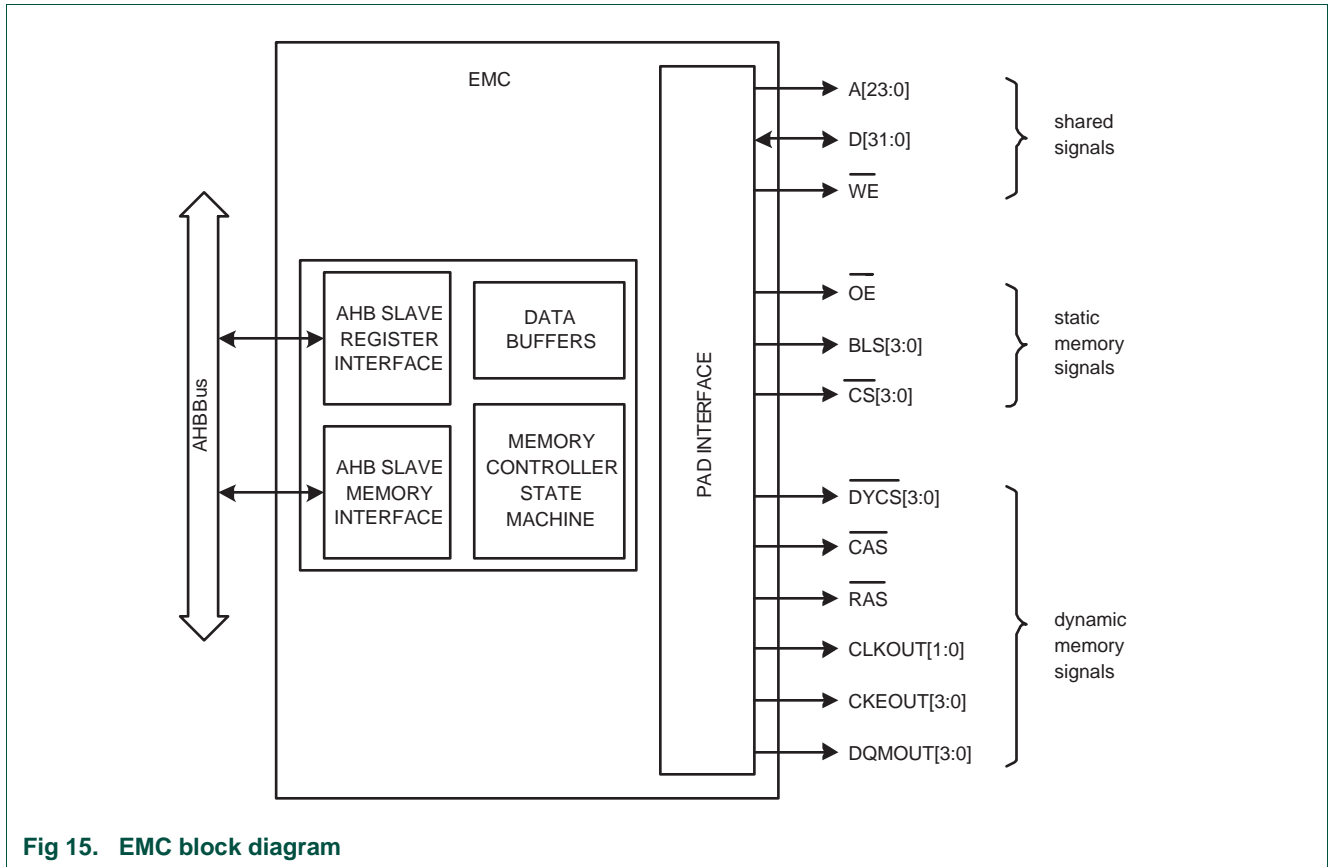 EMC
A[23:0]
D[31:0]
WE
shared
signals
OE
BLS[3:0]
CS[3:0]
static
memory
signals
AHBBus
AHB SLAVE
REGISTER
INTERFACE
DATA
BUFFERS
AHB SLAVE
MEMORY
INTERFACE
MEMORY
CONTROLLER
STATE
MACHINE
PAD INTERFACE
DYCS[3:0]
CAS
RAS
CLKOUT[1:0]
CKEOUT[3:0]
DQMOUT[3:0]
dynamic
memory
signals
Fig 15. EMC block diagram